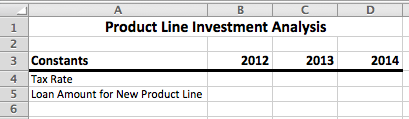 A B C D
1 Product Line Investment Analysis
2
3 Constants 2012 2013 2014
4 Tax Rate
5 Loan Amount for New Product Line
6